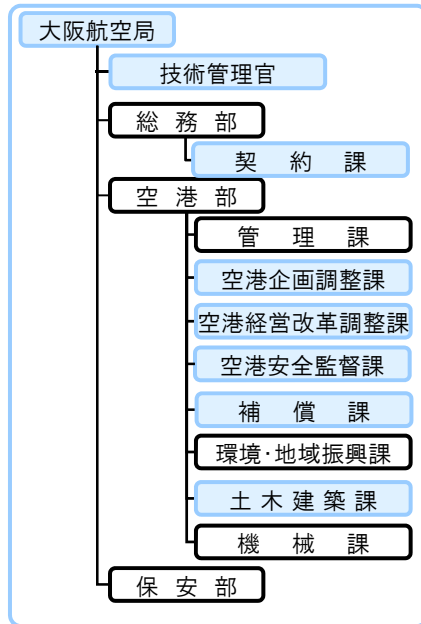 大阪航空局
技術管理官
総務部
契約課
空港部
管理課
空港企画調整課
空港経営改革調整課
空港安全監督課
補償課
環境・地域振興課
土木建築課
機械課
保安部